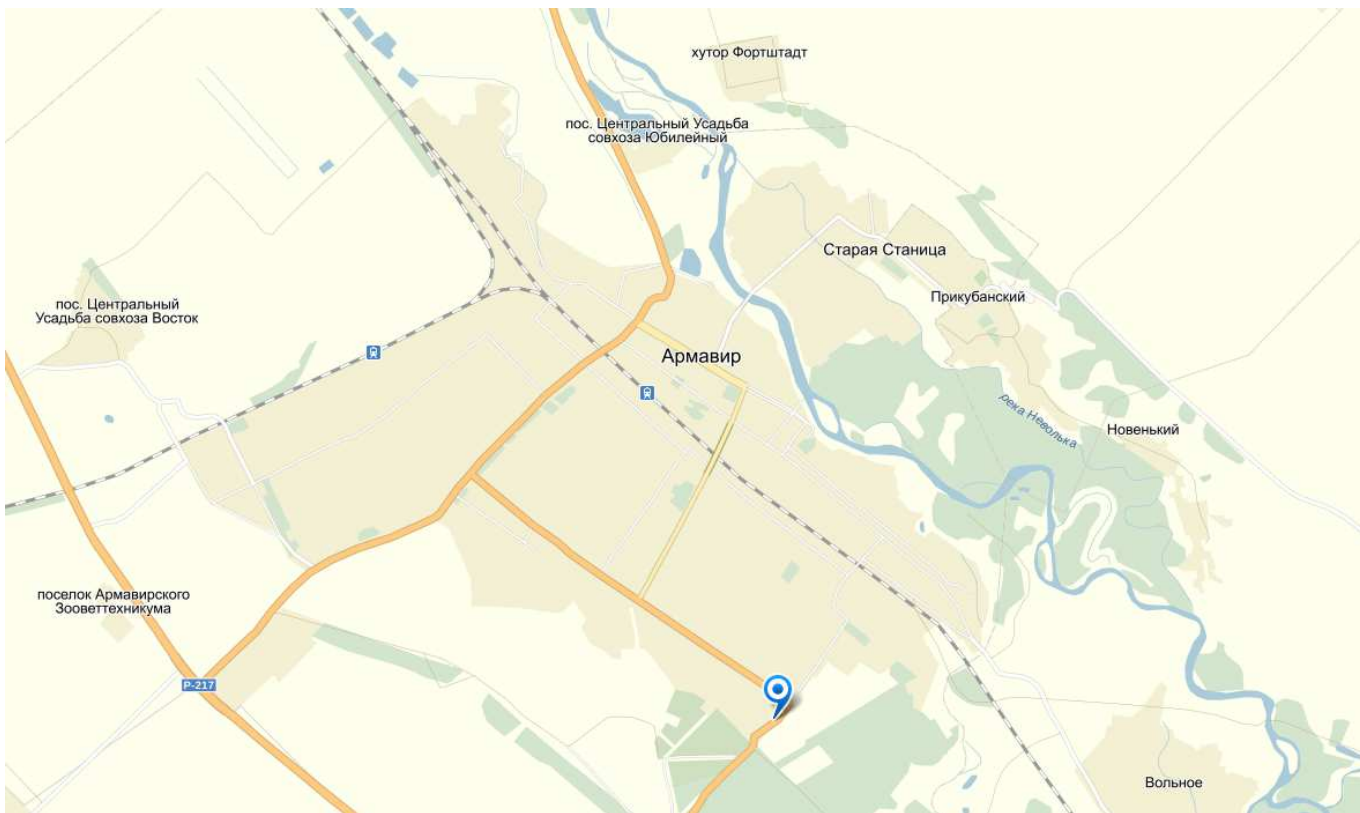 хутор Фортштадт
пос. Центральный Усадьба
совхоза Юбилейный
Старая Станица
Прикубанский
пос. Центральный
Усадьба совхоза Восток
Армавир
река Неволька
Новенький
поселок Армавирского
Зооветтехникума
Р-217
Вольное